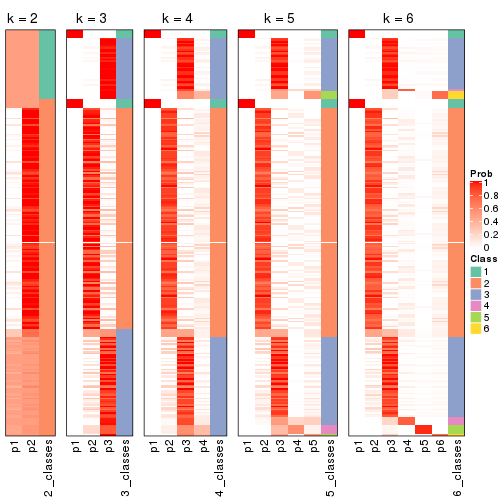 k = 2
k = 3
k = 4
k = 5
k = 6
Prob
1
0.8
0.6
0.4
0.2
0
Class
1
2
3
4
5
6
p1
p2
2_classes
p1
p2
p3
3_classes
p1
p2
p3
p4
4_classes
p1
p2
p3
p4
p5
5_classes
p1
p2
p3
p4
p5
p6
6_classes